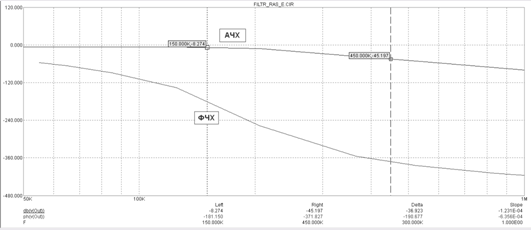 FILTR_RAS_E.CIR
120.000
0.000
-120.000
-240.000
-360.000
-480.000
АЧХ
150.000K,-8.274
450.000K,-45.197
ФЧХ
50K 100K 1M
Left Right Delta Slope
-8.274 -45.197 -36.923 -1.231E-04
-181.150 -371.827 -190.677 -6.356E-04
F 150.000K 450.000K 300.000K 1.000E00